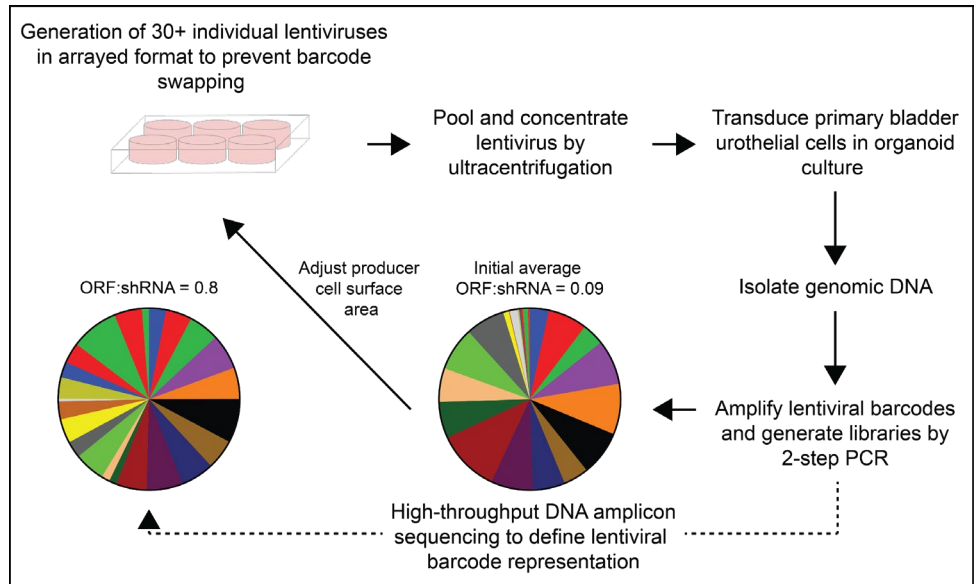 Generation of 30+ individual lentiviruses
in arrayed format to prevent barcode
swapping
Pool and concentrate
lentivirus by
ultracentrifugation
Transduce primary bladder
urothelial cells in organoid
culture
Isolate genomic DNA
Amplify lentiviral barcodes
and generate libraries by
2-step PCR
Initial average
ORF:shRNA = 0.09
Adjust producer
cell surface
area
ORF:shRNA = 0.8
High-throughput DNA amplicon
sequencing to define lentiviral
barcode representation